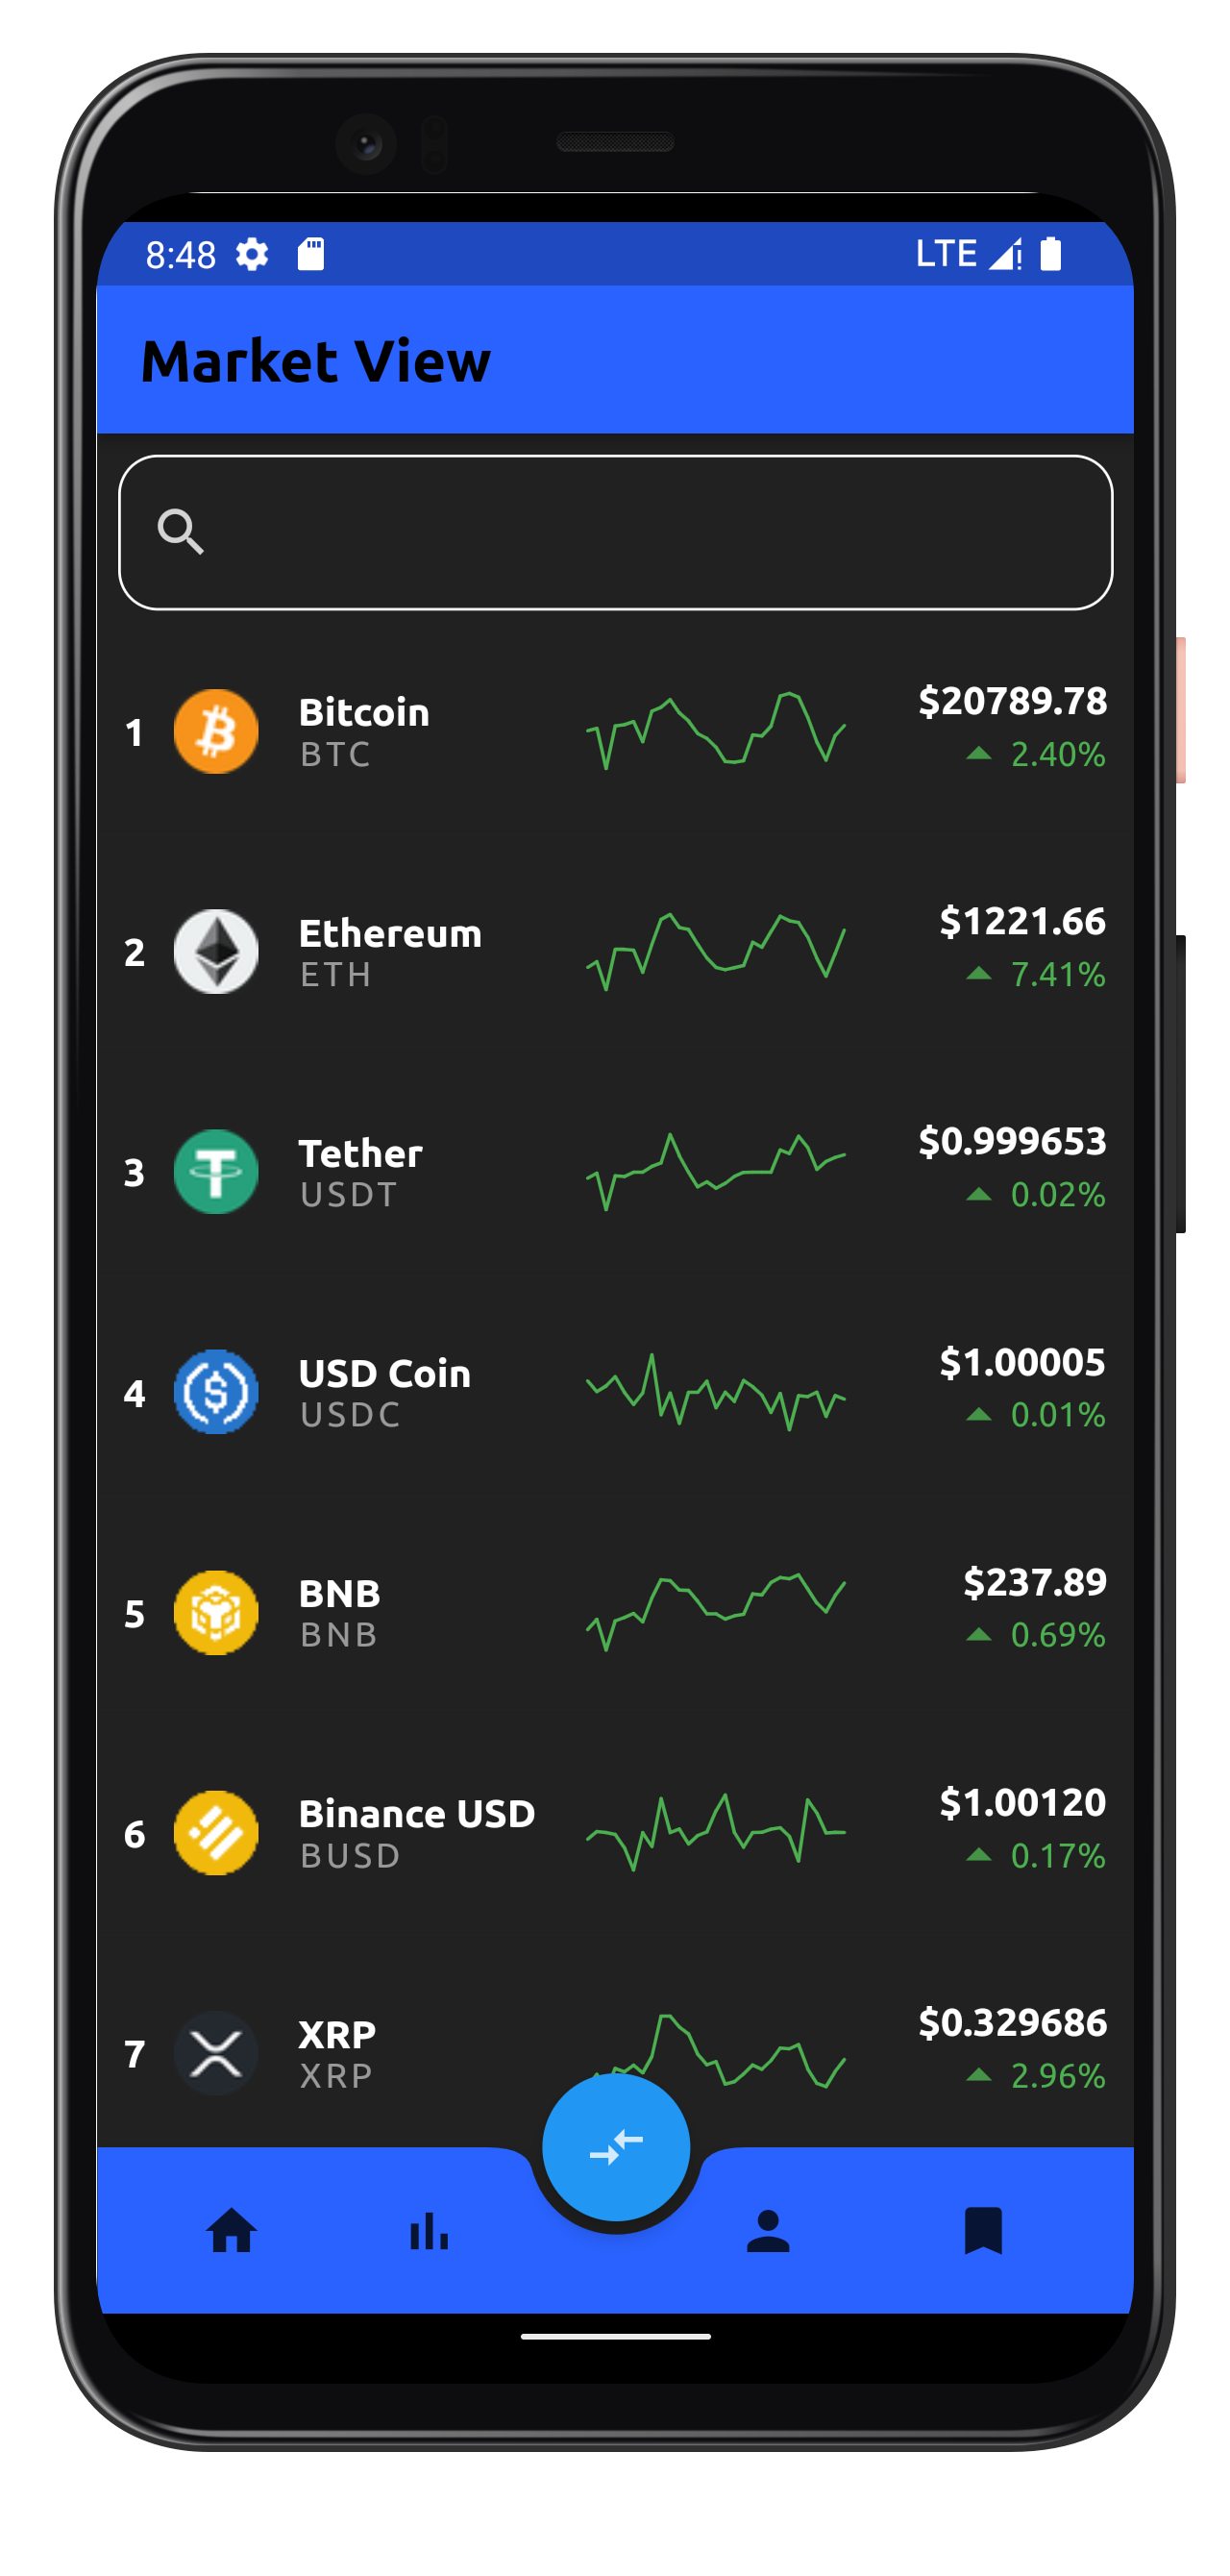 8:48 LTE
Market View
1 Bitcoin $20789.78
BTC 2.40%
2 Ethereum $1221.66
ETH 7.41%
3 Tether $0.999653
USDT 0.02%
4 USD Coin $1.00005
USDC 0.01%
5 BNB $237.89
BNB 0.69%
6 Binance USD $1.00120
BUSD 0.17%
7 XRP $0.329686
XRP 2.96%